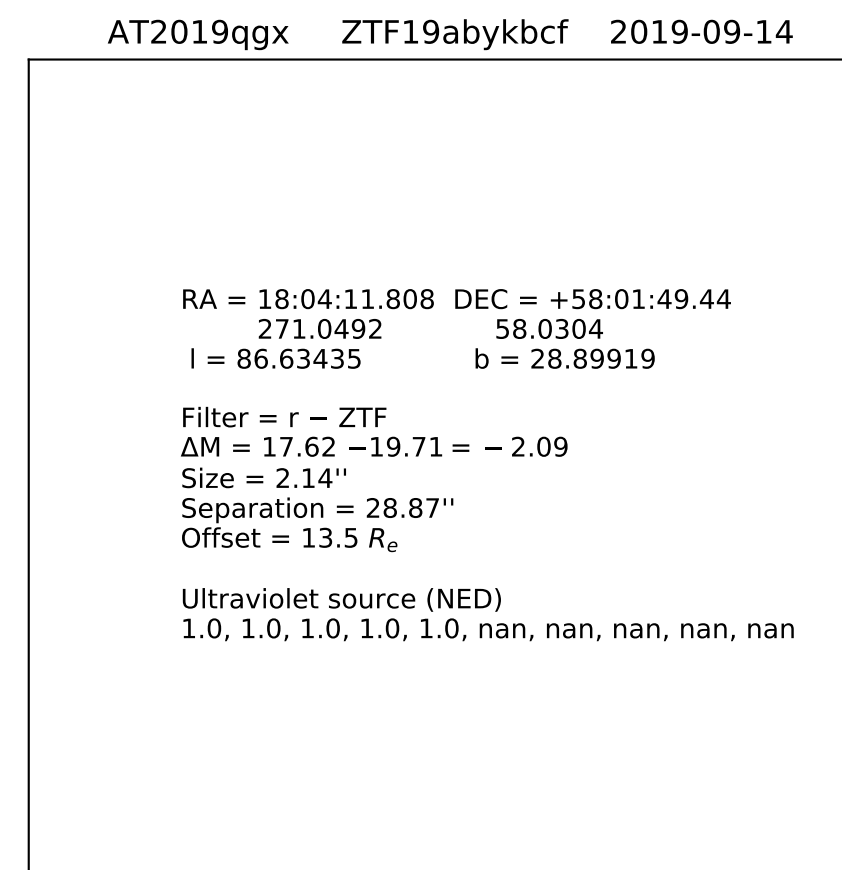 AT2019qgx ZTF19abykbcf 2019-09-14
RA = 18:04:11.808 DEC = +58:01:49.44
271.0492 58.0304
l = 86.63435 b = 28.89919
Filter = r − ZTF
ΔM = 17.62 −19.71 = − 2.09
Size = 2.14''
Separation = 28.87''
Offset = 13.5 Re
Ultraviolet source (NED)
1.0, 1.0, 1.0, 1.0, 1.0, nan, nan, nan, nan, nan